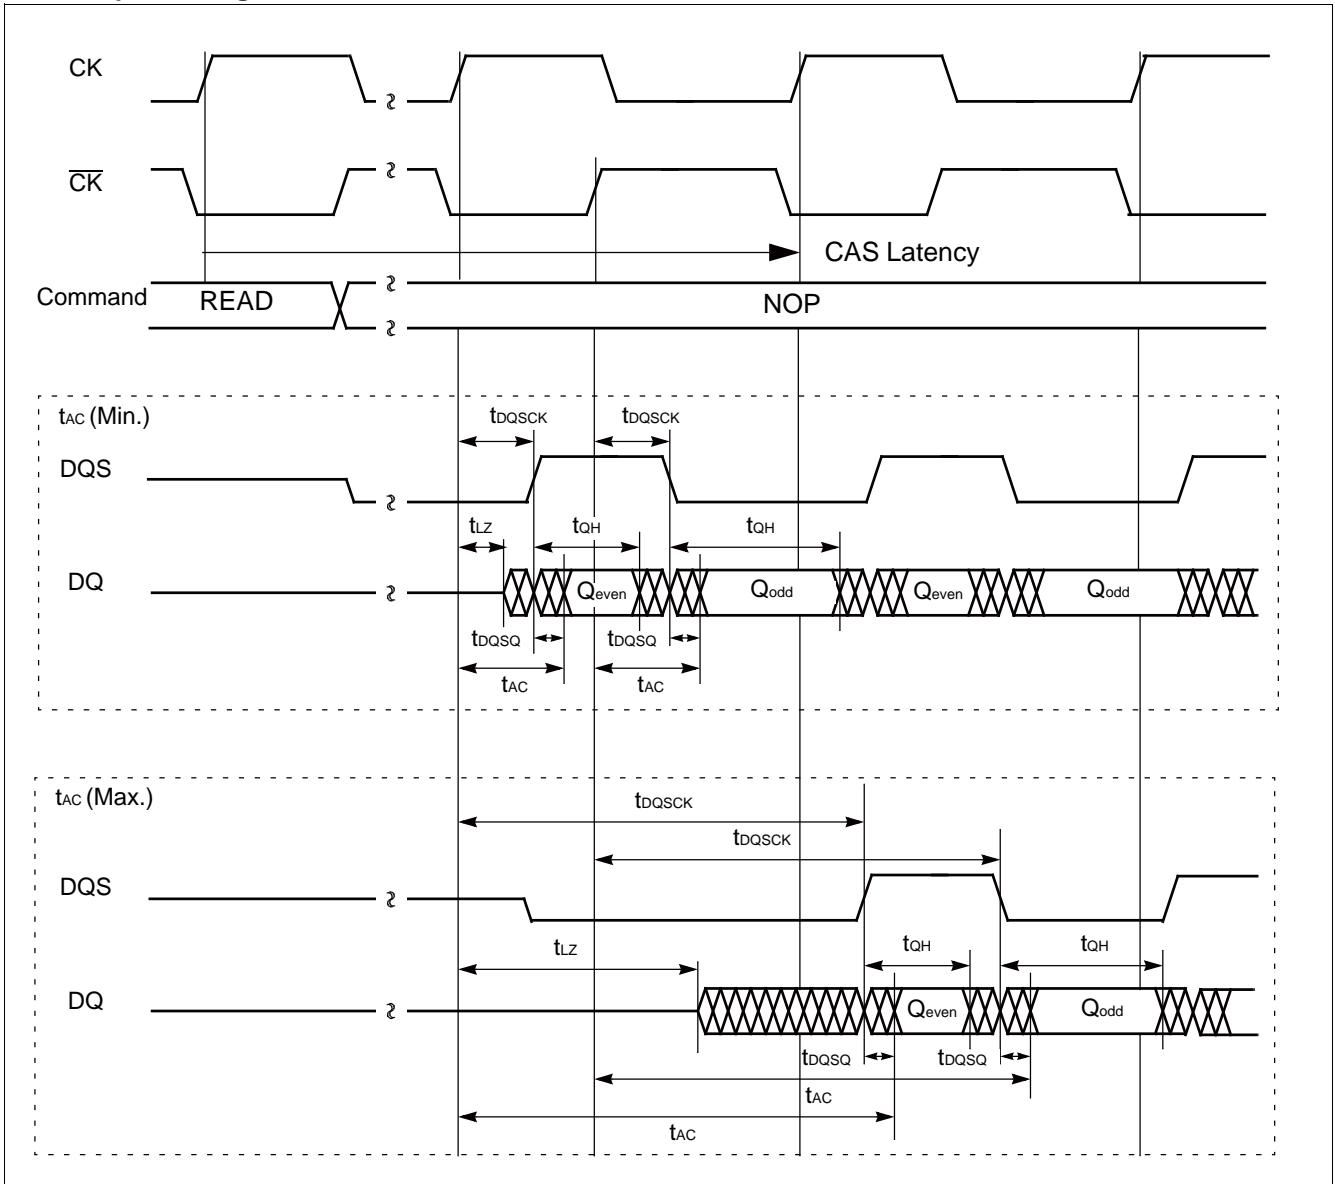 CK
CK
CAS Latency
Command READ NOP
tAC (Min.)
tDQSCK tDQSCK
DQS
tLZ tQH tQH
DQ Qeven Qodd Qeven Qodd
tDQSQ tDQSQ
tAC tAC
tAC (Max.)
tDQSCK
tDQSCK
DQS
tLZ tQH tQH
DQ Qeven Qodd
tDQSQ tDQSQ
tAC
tAC